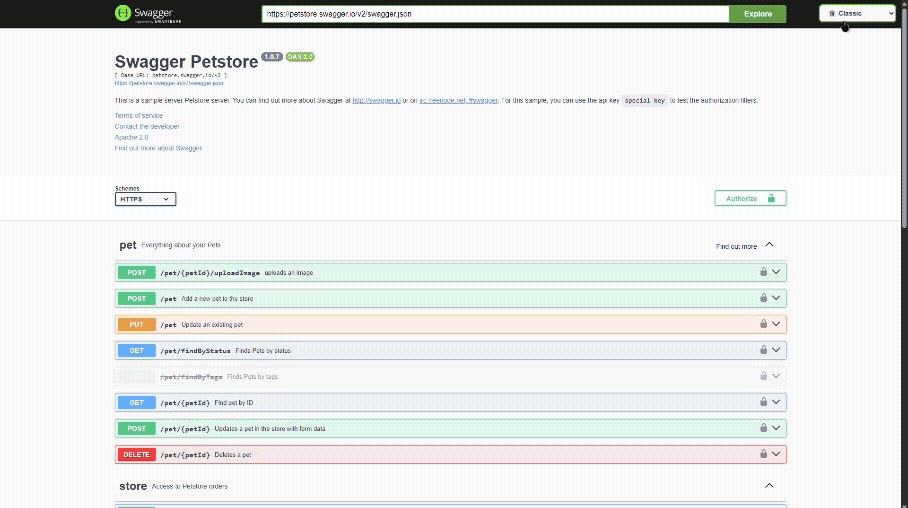 Swagger
Supported by SMARTBEAR
https://petstore.swagger.io/v2/swagger.json
Explore
Classic
Swagger Petstore 1.0.7 OAS 2.0
[ Base URL: petstore.swagger.io/v2 ]
https://petstore.swagger.io/v2/swagger.json
This is a sample server Petstore server. You can find out more about Swagger at http://swagger.io or on irc.freenode.net, #swagger. For this sample, you can use the api key special-key to test the authorization filters.
Terms of service
Contact the developer
Apache 2.0
Find out more about Swagger
Schemes
HTTPS
Authorize
pet Everything about your Pets
Find out more
POST /pet/{petId}/uploadImage uploads an image
POST /pet Add a new pet to the store
PUT /pet Update an existing pet
GET /pet/findByStatus Finds Pets by status
/pet/findByTags Finds Pets by tags
GET /pet/{petId} Find pet by ID
POST /pet/{petId} Updates a pet in the store with form data
DELETE /pet/{petId} Deletes a pet
store Access to Petstore orders